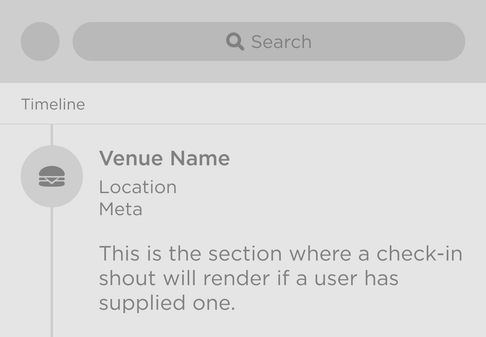 Search
Timeline
Venue Name
Location
Meta
This is the section where a check-in
shout will render if a user has
supplied one.